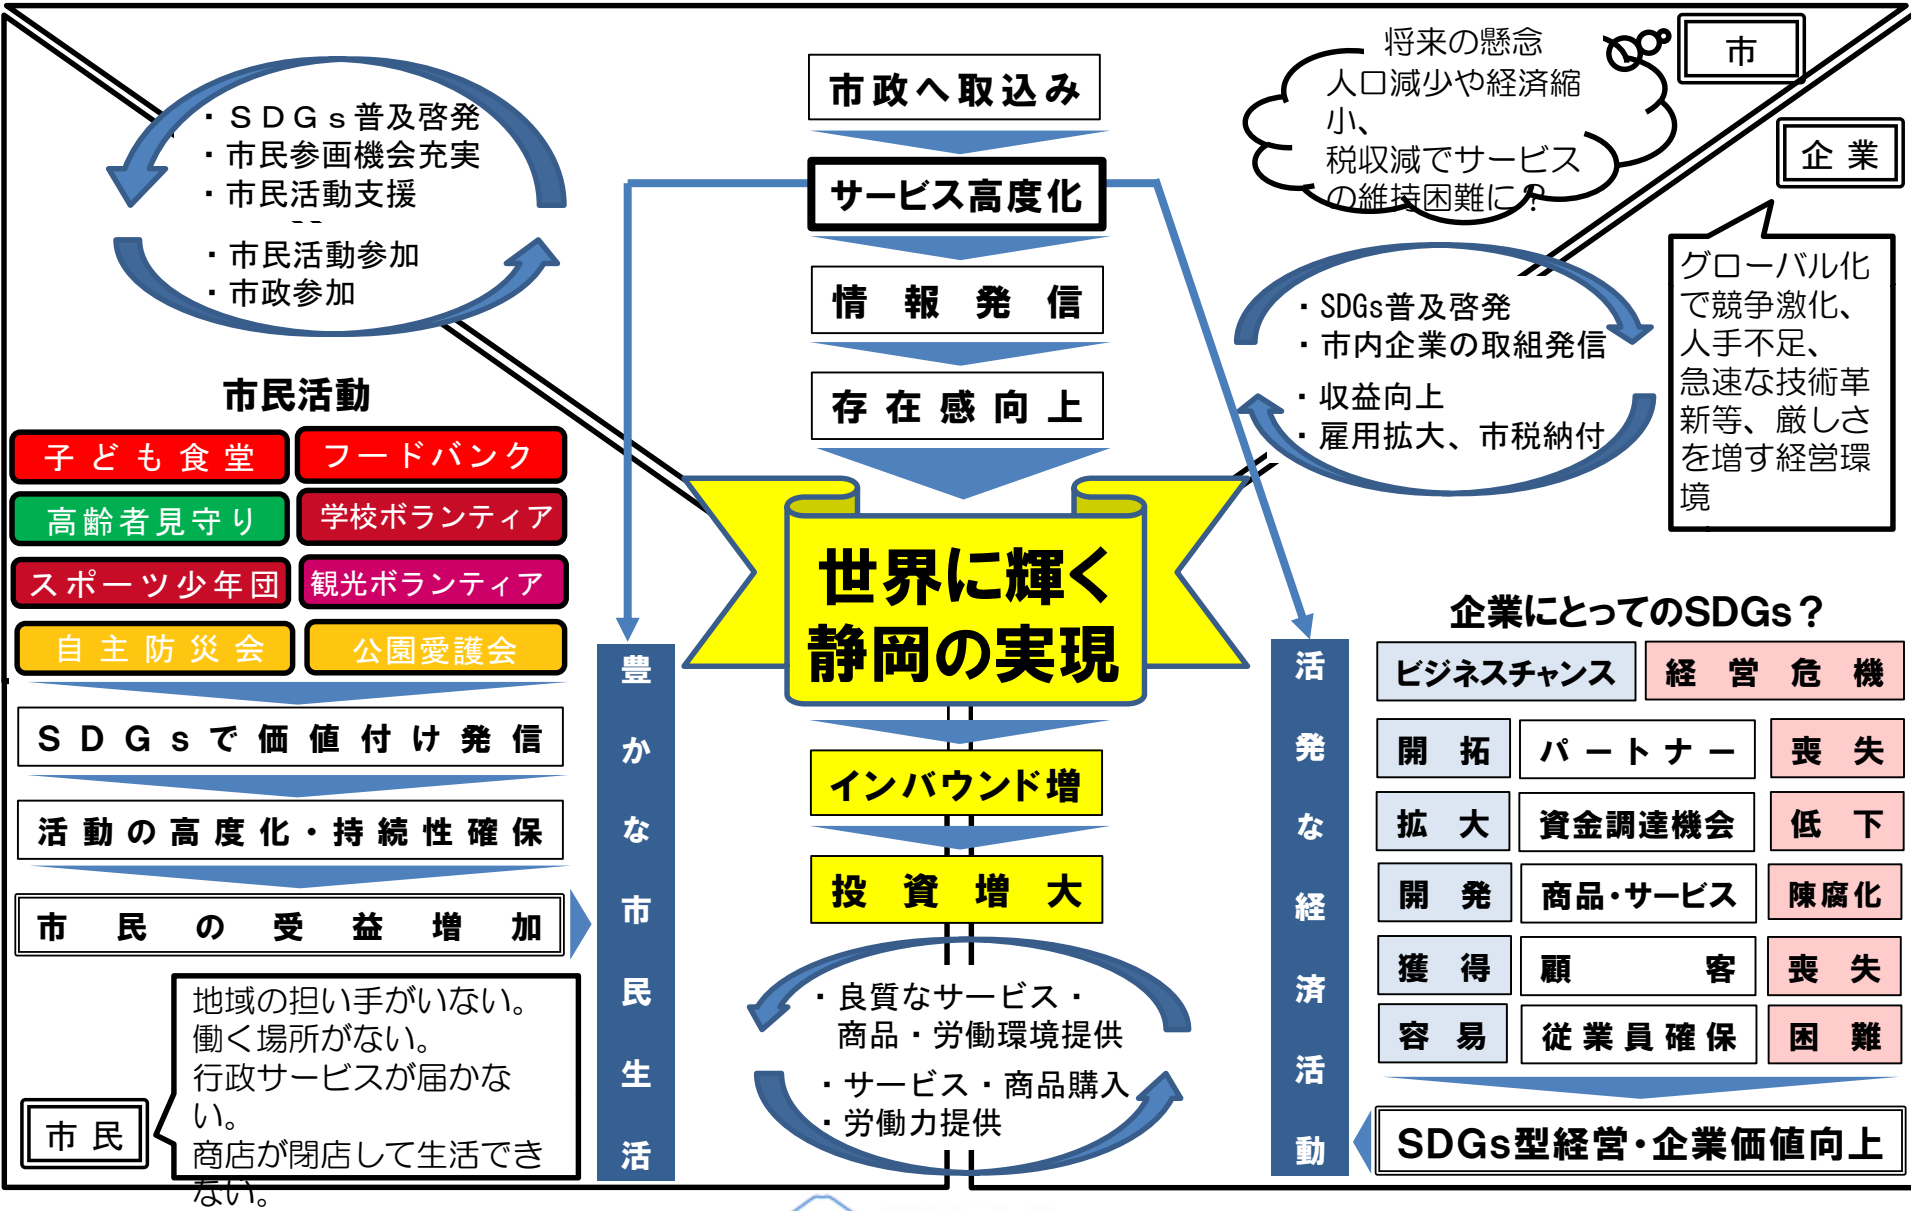 ・ＳＤＧｓ普及啓発
・市民参画機会充実
・市民活動支援
・市民活動参加
・市政参加
市政へ取込み
サービス高度化
情報発信
存在感向上
世界に輝く
静岡の実現
インバウンド増
投資増大
・良質なサービス・
商品・労働環境提供
・サービス・商品購入
・労働力提供
将来の懸念
人口減少や経済縮
小、
税収減でサービス
の維持困難に？
市
企業
グローバル化
で競争激化、
人手不足、
急速な技術革
新等、厳しさ
を増す経営環
境
・SDGs普及啓発
・市内企業の取組発信
・収益向上
・雇用拡大、市税納付
市民活動
子ども食堂 フードバンク
高齢者見守り 学校ボランティア
スポーツ少年団 観光ボランティア
自主防災会 公園愛護会
ＳＤＧｓで価値付け発信
活動の高度化・持続性確保
市民の受益増加
市民
地域の担い手がいない。
働く場所がない。
行政サービスが届かな
い。
商店が閉店して生活でき
ない。
豊かな市民生活
活発な経済活動
企業にとってのSDGs？
ビジネスチャンス 経営危機
開拓 パートナー 喪失
拡大 資金調達機会 低下
開発 商品・サービス 陳腐化
獲得 顧客 喪失
容易 従業員確保 困難
SDGs型経営・企業価値向上